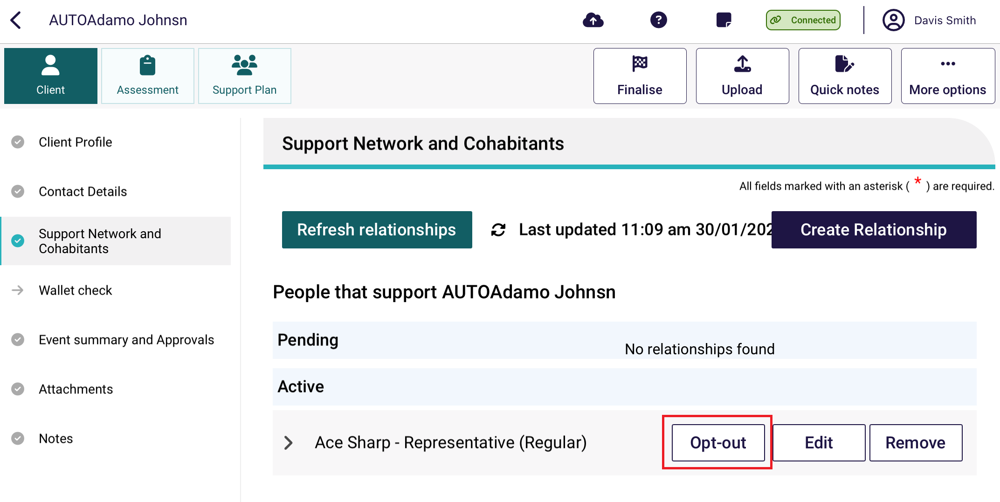 AUTOAdamo Johnsn
Connected
Davis Smith
Client
Assessment
Support Plan
Finalise
Upload
Quick notes
More options
Client Profile
Contact Details
Support Network and
Cohabitants
Wallet check
Event summary and Approvals
Attachments
Notes
Support Network and Cohabitants
All fields marked with an asterisk ( * ) are required.
Refresh relationships
Last updated 11:09 am 30/01/202
Create Relationship
People that support AUTOAdamo Johnsn
Pending
No relationships found
Active
Ace Sharp - Representative (Regular)
Opt-out
Edit
Remove